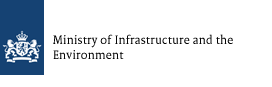 Ministry of Infrastructure and the
Environment